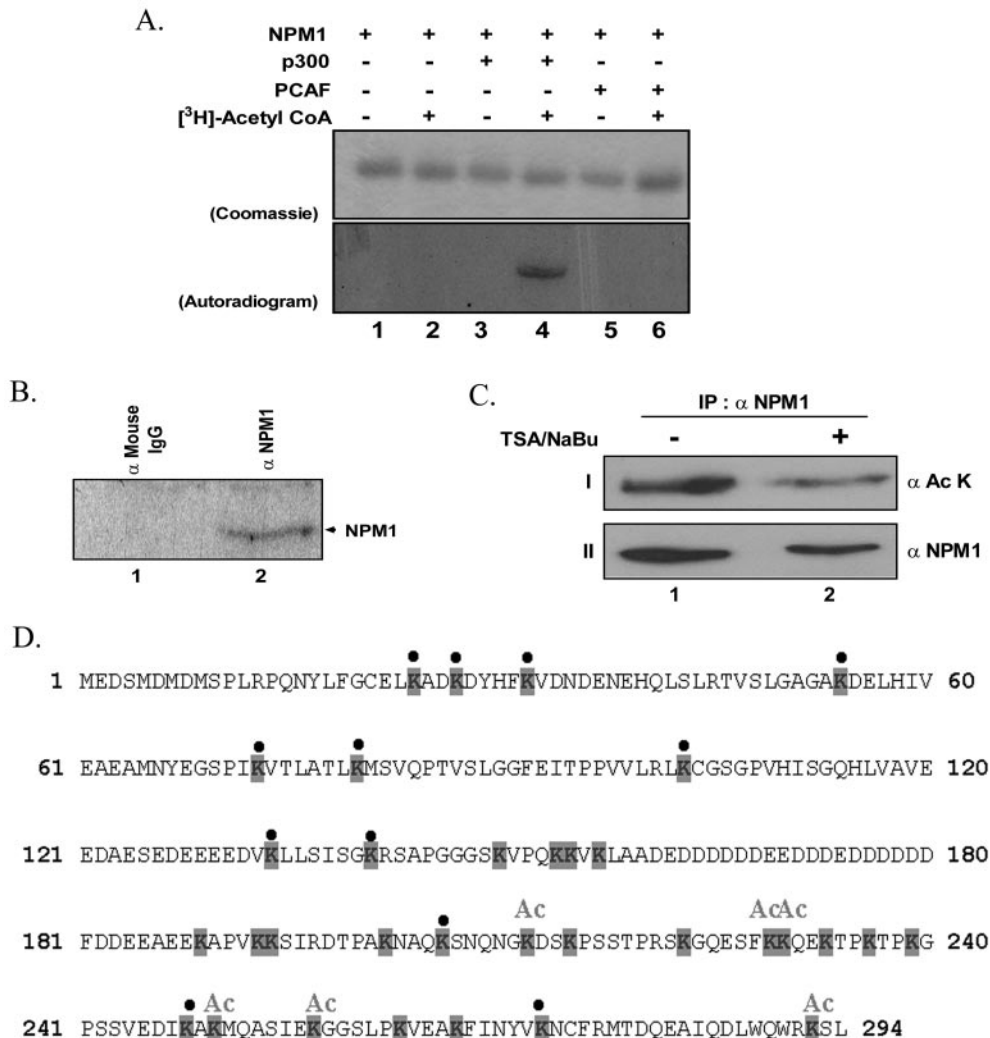 A.
NPM1 + + + + + +
p300 - - + + - -
PCAF - - - - + +
[³H]-Acetyl CoA - + - + - +
(Coomassie)
(Autoradiogram)
1 2 3 4 5 6
B.
α Mouse IgG
α NPM1
NPM1
1 2
C.
IP : α NPM1
TSA/NaBu - +
I α Ac K
II α NPM1
1 2
D.
1 MEDSMDMDMSPLRPQNYLFGCELKADKDYHFKVDNDENEHQLSLRTVSLGAGAKDELHIV 60
61 EAEAMNYEGSPIKVTLATLKMSVQPTVSLGGFEITPPVVLRLKCGSGPVHISGQHLVAVE 120
121 EDAESEDEEEEDVKLLSISGKRSAPGGGSKVPQKKVKLAADEDDDDDDEEDDDEDDDDDD 180
Ac AcAc
181 FDDEEAEEKAPVKKSIRDTPAKNAQKSNQNGKDSKPSSTPRSKGQESFKKQEKTPKTPKG 240
Ac Ac Ac
241 PSSVEDIKAKMQASIEKGGSLPKVEAKFINYVKNCFRMTDQEAIQDLWQWRKSL 294